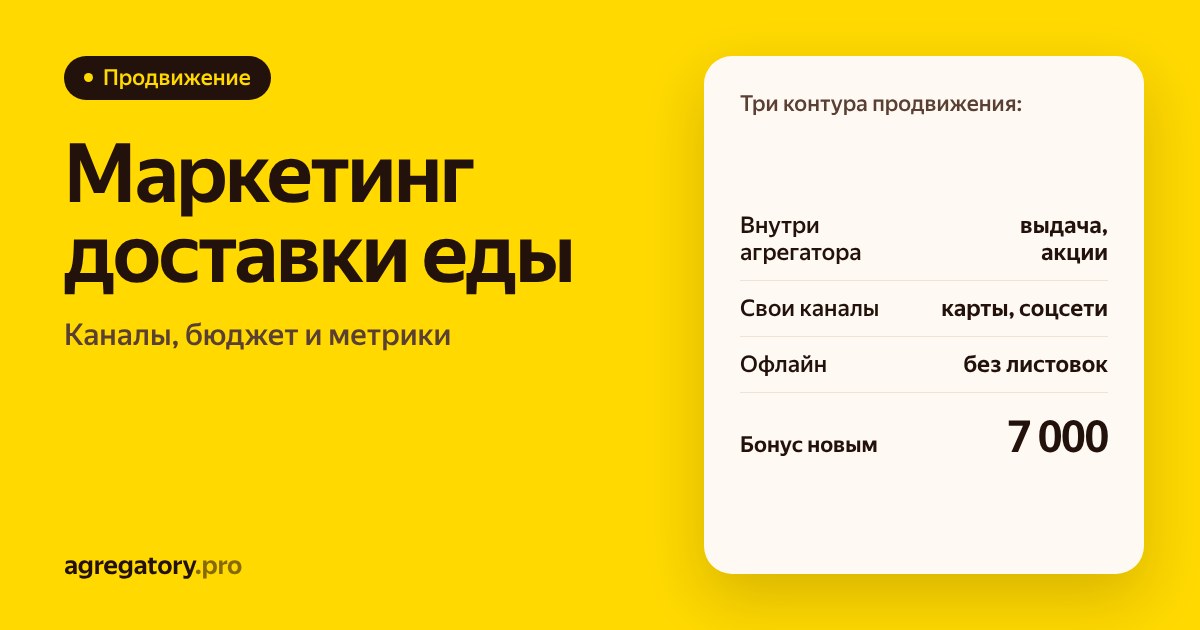 Продвижение
Маркетинг
доставки еды
Каналы, бюджет и метрики
agregatory.pro
Три контура продвижения:
Внутри агрегатора выдача, акции
Свои каналы карты, соцсети
Офлайн без листовок
Бонус новым 7 000